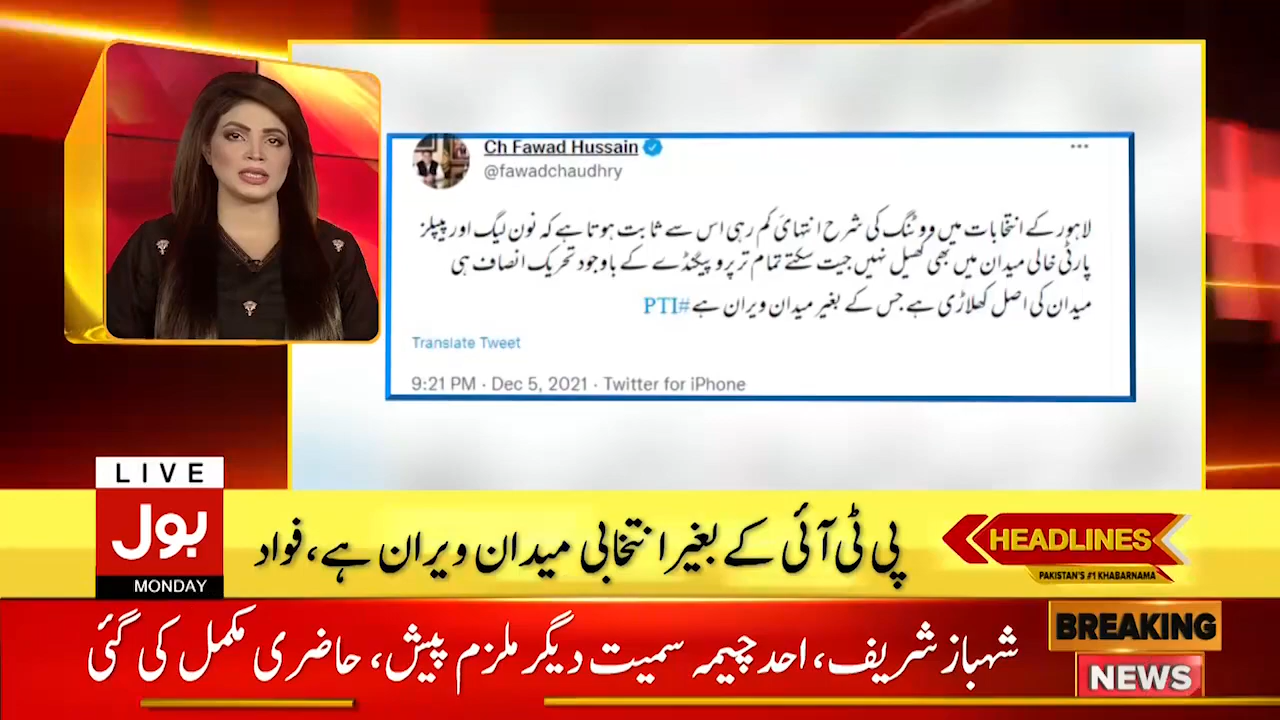 Ch Fawad Hussain
@fawadchaudhry
لاہور کے انتخابات میں ووٹنگ کی شرح انتہائ کم رہی اس سے ثابت ہوتا ہے کہ نون لیگ اور پیپلز
پارٹی خالی میدان میں بھی کھیل نہیں جیت سکتے تمام تر پروپیگنڈے کے باوجود تحریک انصاف ہی
میدان کی اصل کھلاڑی ہے جس کے بغیر میدان ویران ہے #PTI
Translate Tweet
9:21 PM · Dec 5, 2021 · Twitter for iPhone
LIVE
بول
MONDAY
پی ٹی آئی کے بغیر انتخابی میدان ویران ہے، فواد
HEADLINES
PAKISTAN'S #1 KHABARNAMA
شہباز شریف، احد چیمہ سمیت دیگر ملزم پیش، حاضری مکمل کی گئی
BREAKING
NEWS